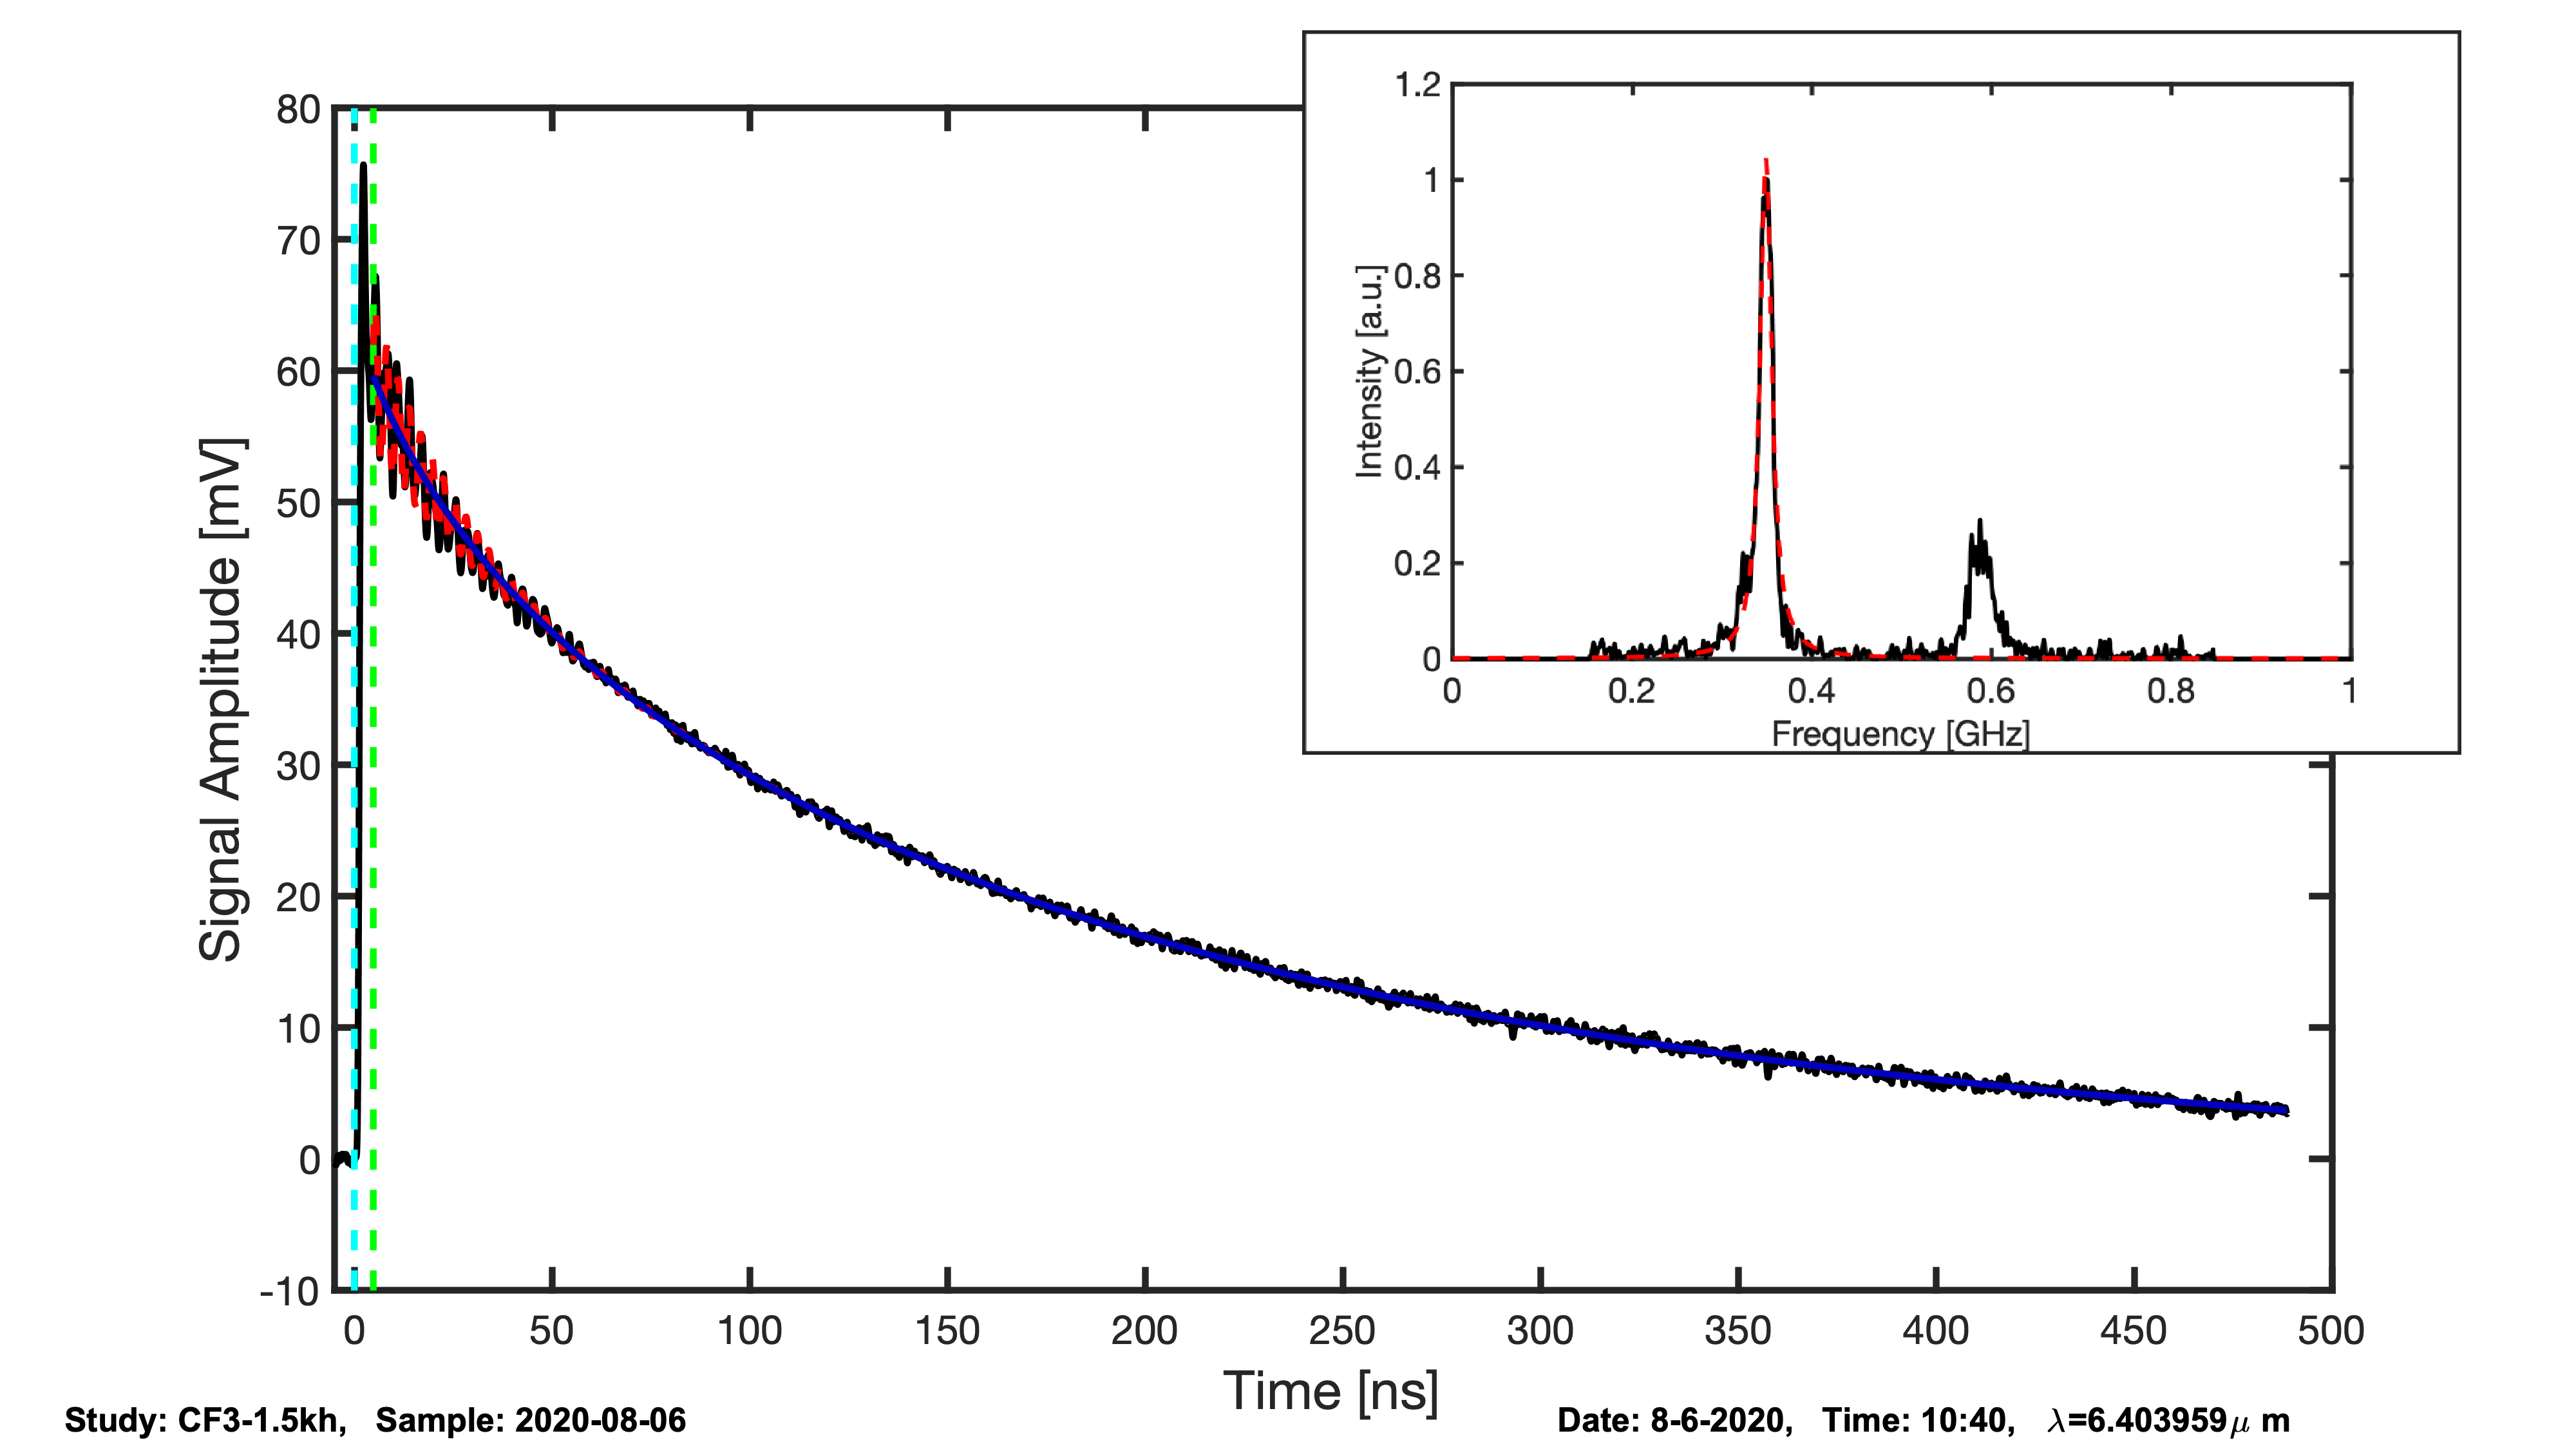 1.2
1
0.8
0.6
0.4
0.2
0
Intensity [a.u.]
0 0.2 0.4 0.6 0.8 1
Frequency [GHz]
80
70
60
50
40
30
20
10
0
-10
Signal Amplitude [mV]
0 50 100 150 200 250 300 350 400 450 500
Time [ns]
Study: CF3-1.5kh, Sample: 2020-08-06
Date: 8-6-2020, Time: 10:40, λ=6.403959μ m